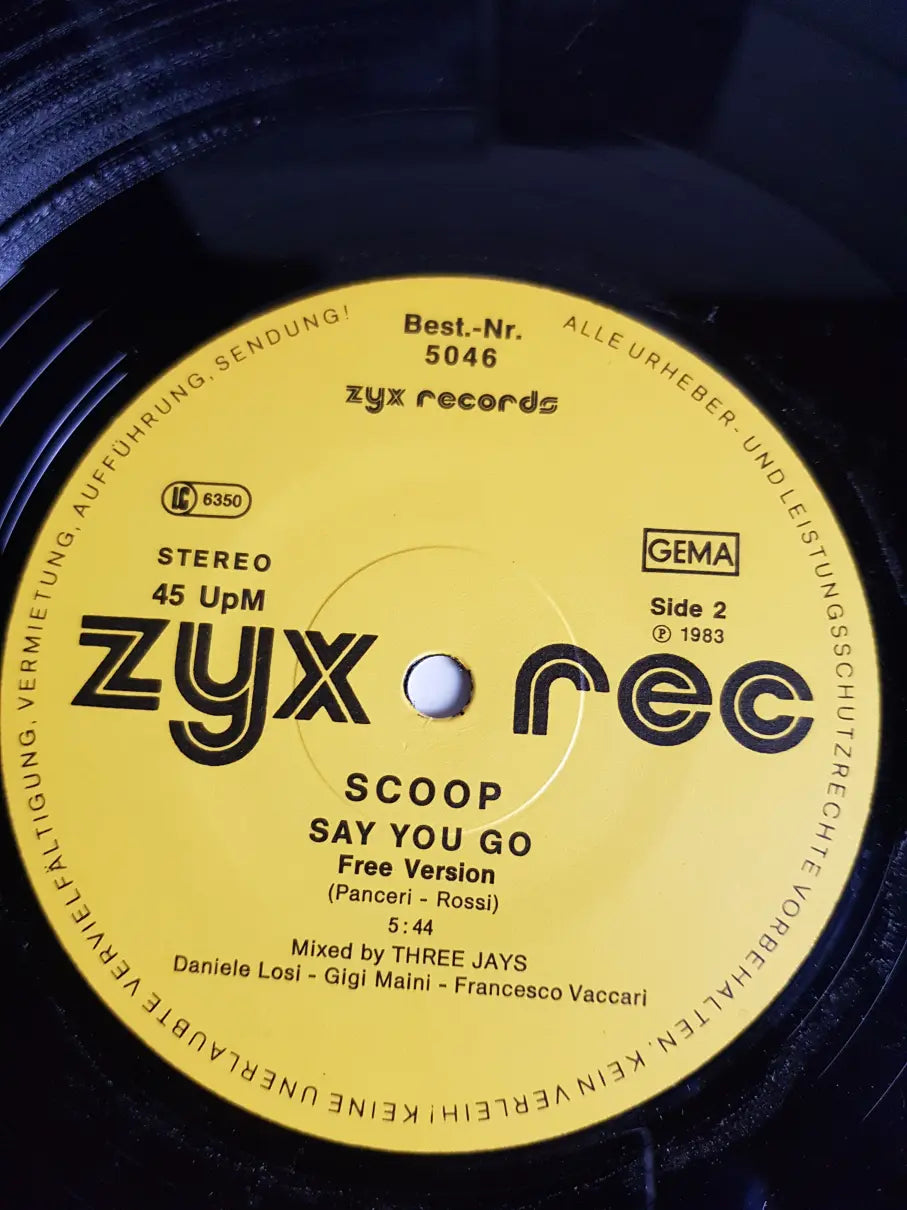 Best.-Nr.
5046
zyx records
LC 6350
STEREO
45 UpM
GEMA
Side 2
℗ 1983
zyx rec
SCOOP
SAY YOU GO
Free Version
(Panceri - Rossi)
5:44
Mixed by THREE JAYS
Daniele Losi - Gigi Maini - Francesco Vaccari
ALLE URHEBER- UND LEISTUNGSSCHUTZRECHTE VORBEHALTEN. KEIN VERLEIH! KEINE UNERLAUBTE VERVIELFÄLTIGUNG, VERMIETUNG, AUFFÜHRUNG, SENDUNG!